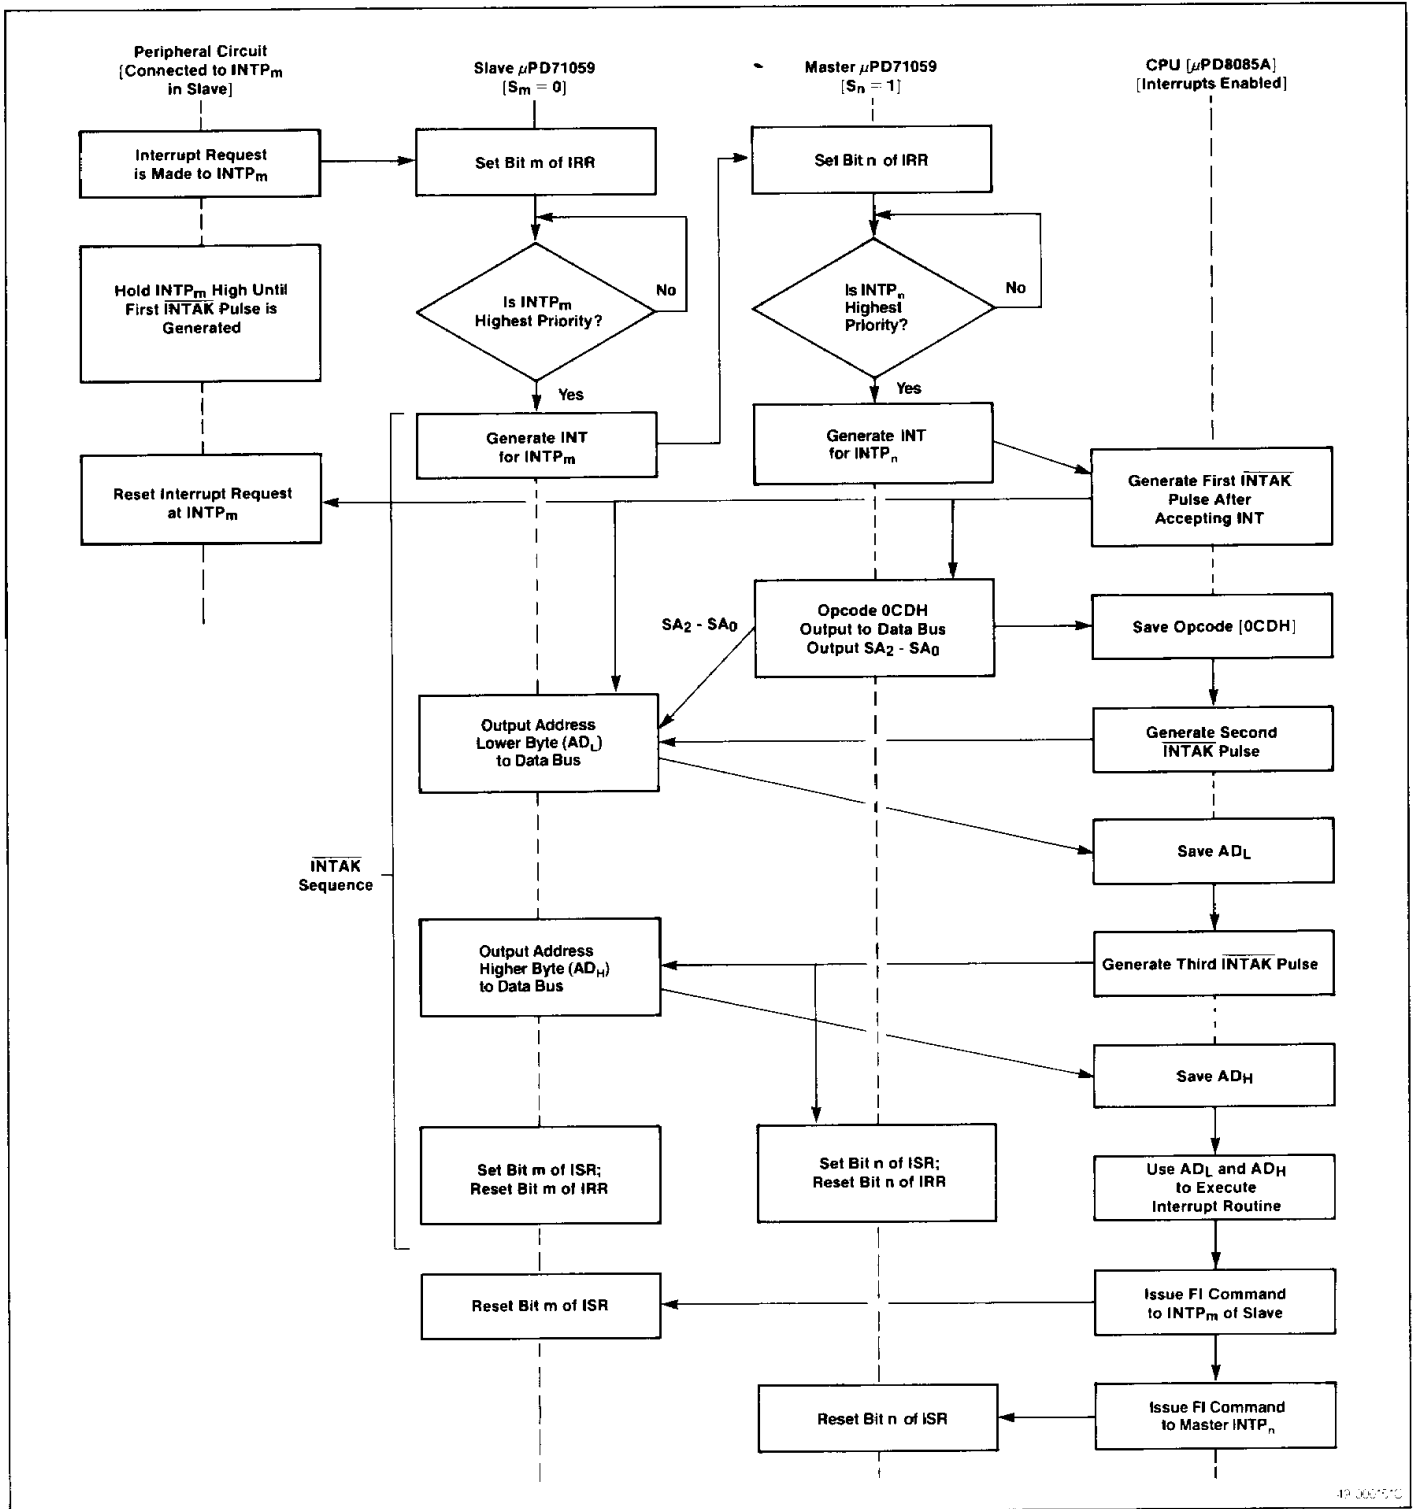 Peripheral Circuit
[Connected to INTPm
in Slave]
Slave µPD71059
[Sm = 0]
Master µPD71059
[Sn = 1]
CPU [µPD8085A]
[Interrupts Enabled]
Interrupt Request
is Made to INTPm
Set Bit m of IRR
Set Bit n of IRR
Hold INTPm High Until
First INTAK Pulse is
Generated
Is INTPm
Highest Priority?
No
Is INTPn
Highest
Priority?
No
Yes
Yes
Generate INT
for INTPm
Generate INT
for INTPn
Reset Interrupt Request
at INTPm
Generate First INTAK
Pulse After
Accepting INT
SA2 - SA0
Opcode 0CDH
Output to Data Bus
Output SA2 - SA0
Save Opcode [0CDH]
Output Address
Lower Byte (ADL)
to Data Bus
Generate Second
INTAK Pulse
INTAK
Sequence
Save ADL
Output Address
Higher Byte (ADH)
to Data Bus
Generate Third INTAK Pulse
Save ADH
Set Bit m of ISR;
Reset Bit m of IRR
Set Bit n of ISR;
Reset Bit n of IRR
Use ADL and ADH
to Execute
Interrupt Routine
Reset Bit m of ISR
Issue FI Command
to INTPm of Slave
Reset Bit n of ISR
Issue FI Command
to Master INTPn